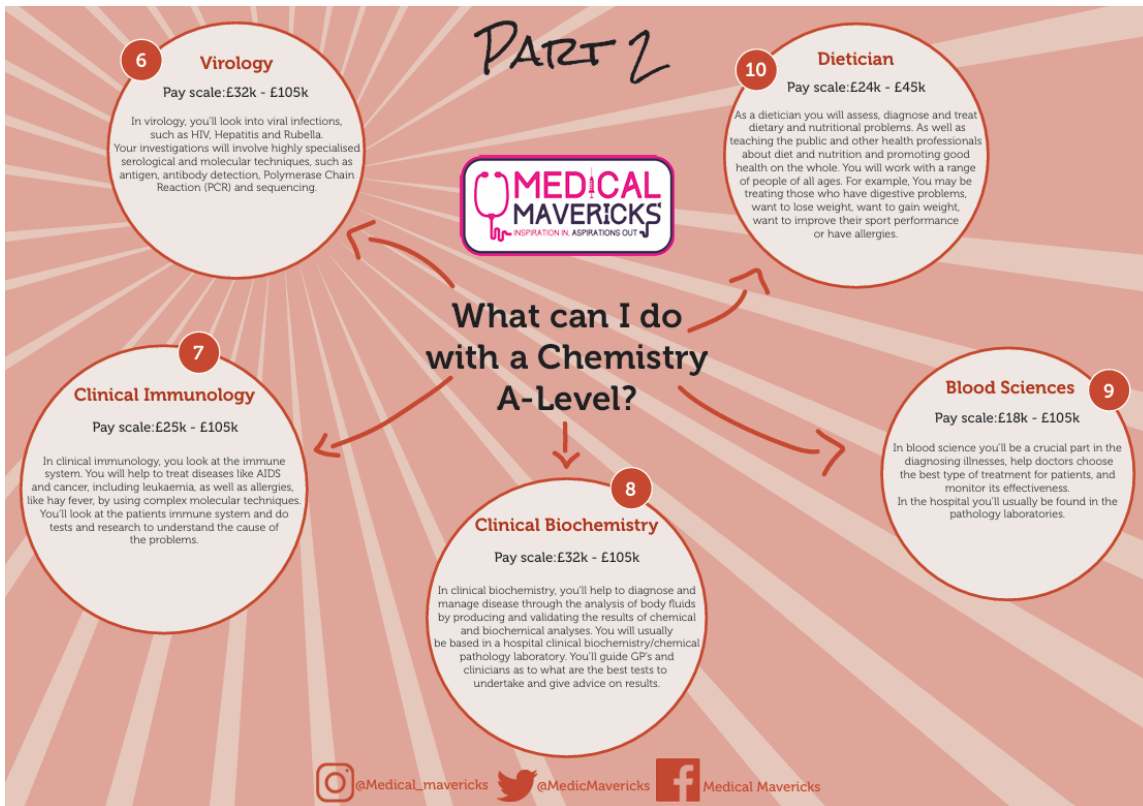 PART 2
MEDICAL
MAVERICKS
INSPIRATION IN, ASPIRATIONS OUT
What can I do
with a Chemistry
A-Level?
6
Virology
Pay scale:£32k - £105k
In virology, you'll look into viral infections,
such as HIV, Hepatitis and Rubella.
Your investigations will involve highly specialised
serological and molecular techniques, such as
antigen, antibody detection, Polymerase Chain
Reaction (PCR) and sequencing.
7
Clinical Immunology
Pay scale:£25k - £105k
In clinical immunology, you look at the immune
system. You will help to treat diseases like AIDS
and cancer, including leukaemia, as well as allergies,
like hay fever, by using complex molecular techniques.
You'll look at the patients immune system and do
tests and research to understand the cause of
the problems.
8
Clinical Biochemistry
Pay scale:£32k - £105k
In clinical biochemistry, you'll help to diagnose and
manage disease through the analysis of body fluids
by producing and validating the results of chemical
and biochemical analyses. You will usually
be based in a hospital clinical biochemistry/chemical
pathology laboratory. You'll guide GP's and
clinicians as to what are the best tests to
undertake and give advice on results.
9
Blood Sciences
Pay scale:£18k - £105k
In blood science you'll be a crucial part in the
diagnosing illnesses, help doctors choose
the best type of treatment for patients, and
monitor its effectiveness.
In the hospital you'll usually be found in the
pathology laboratories.
10
Dietician
Pay scale:£24k - £45k
As a dietician you will assess, diagnose and treat
dietary and nutritional problems. As well as
teaching the public and other health professionals
about diet and nutrition and promoting good
health on the whole. You will work with a range
of people of all ages. For example, You may be
treating those who have digestive problems,
want to lose weight, want to gain weight,
want to improve their sport performance
or have allergies.
@Medical_mavericks
@MedicMavericks
Medical Mavericks